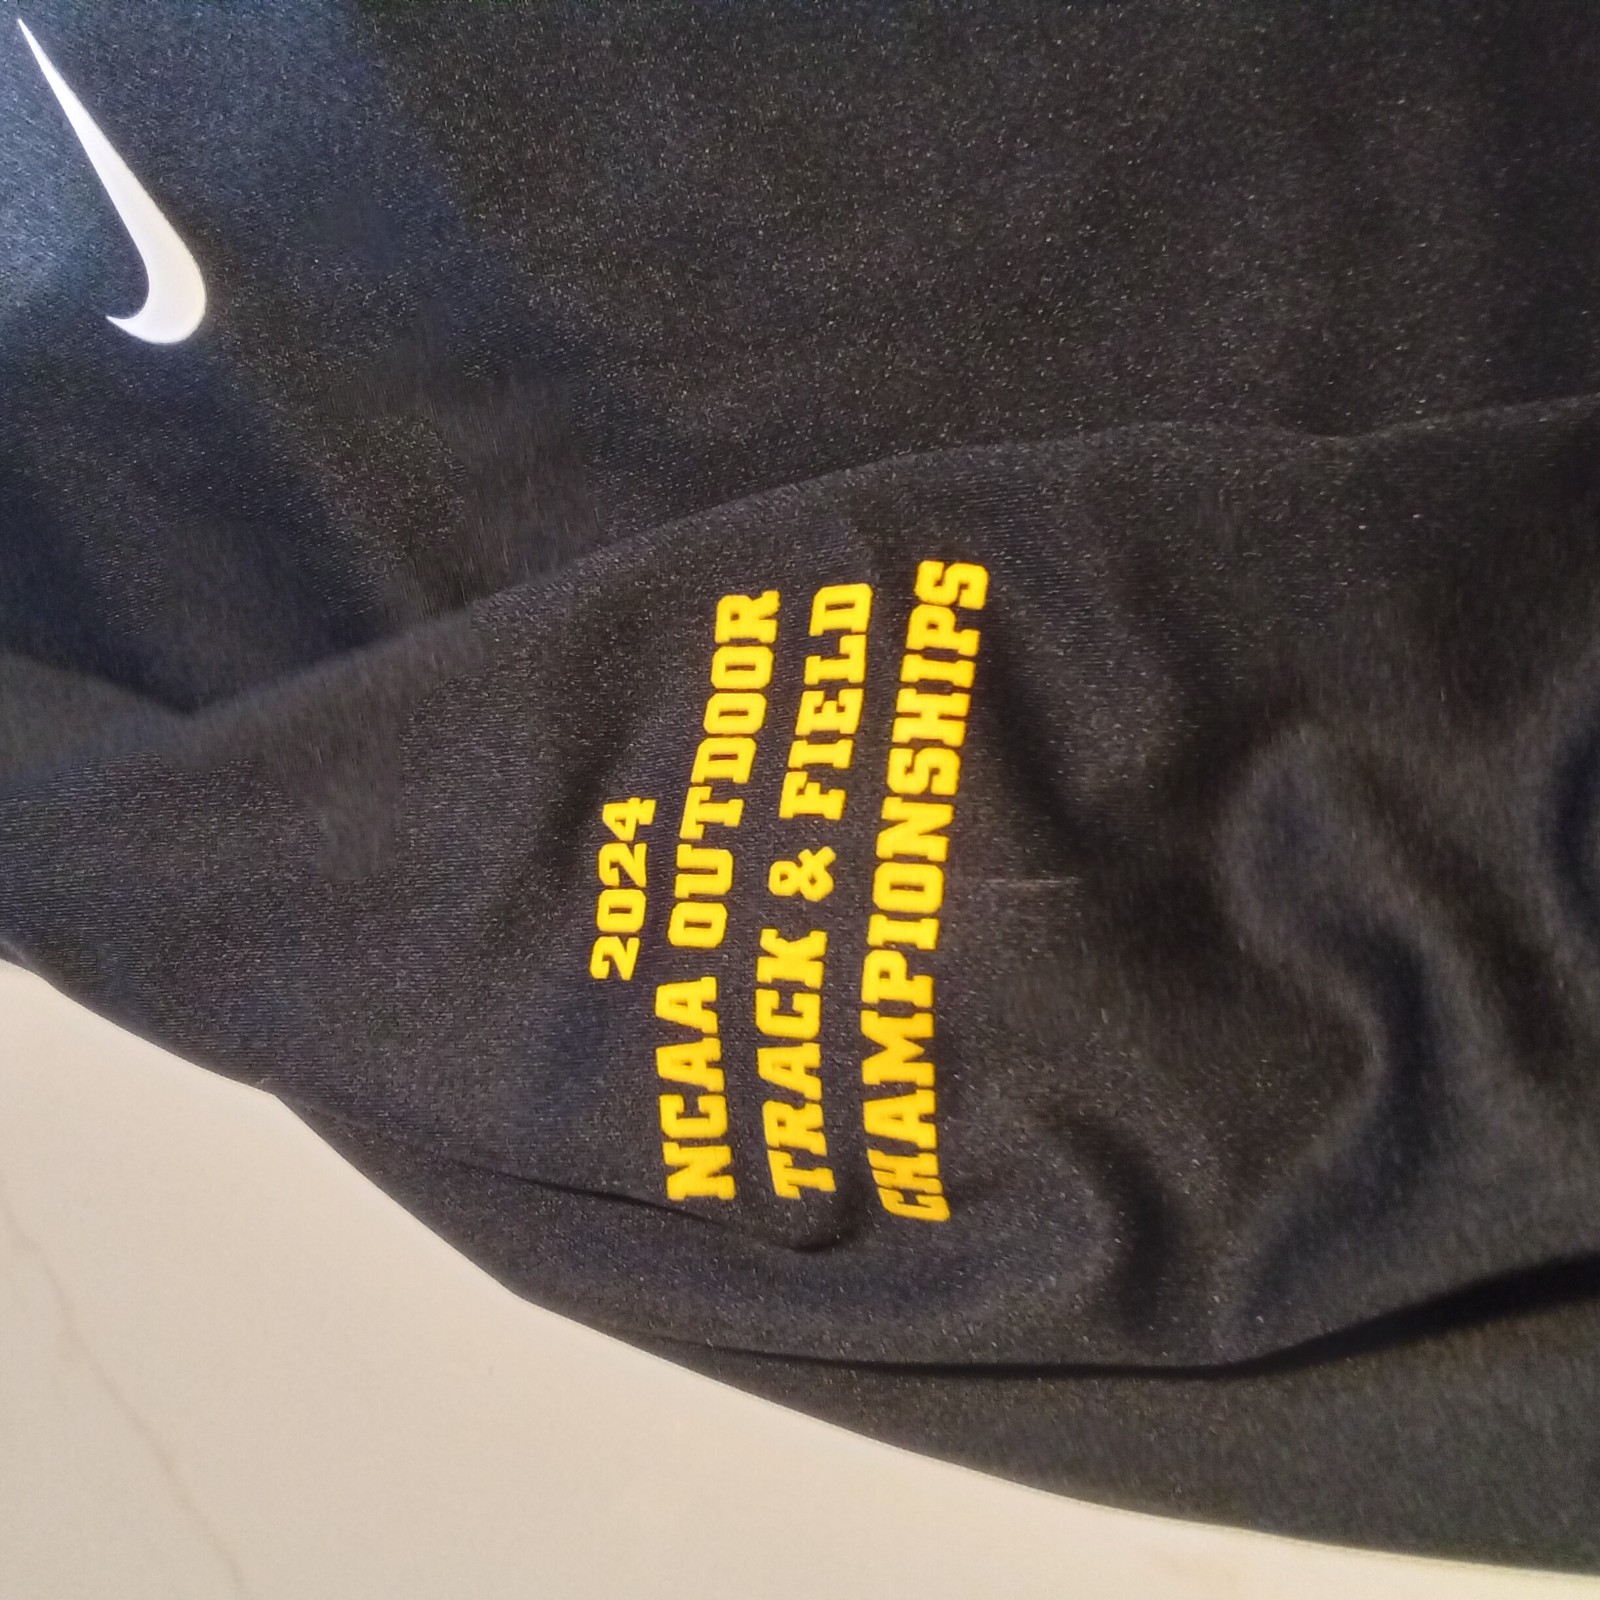 2024
NCAA OUTDOOR
TRACK & FIELD
CHAMPIONSHIPS